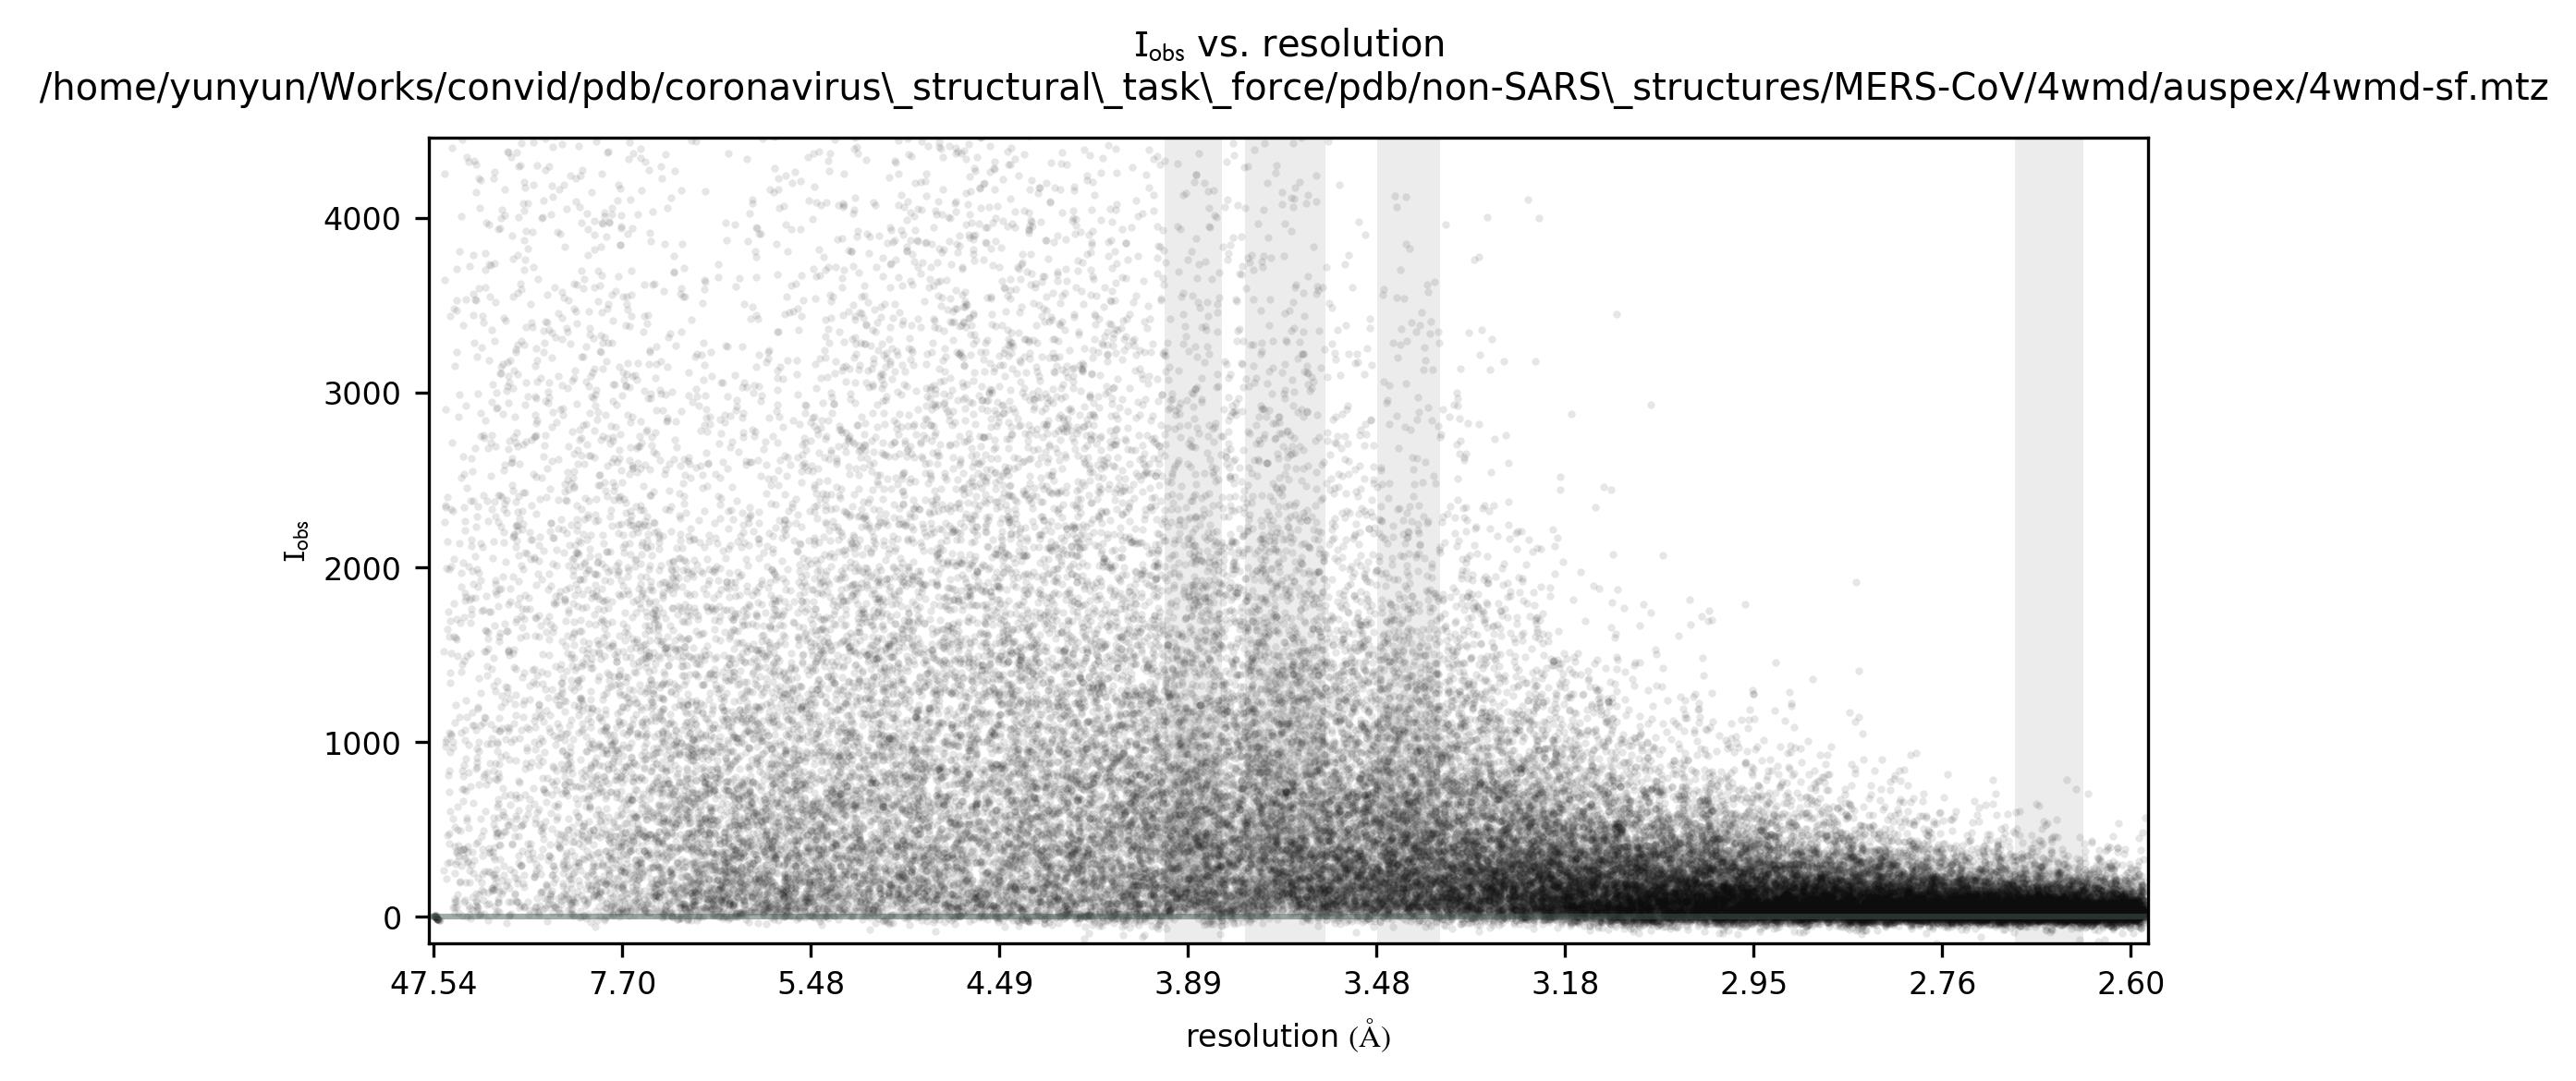 I_obs vs. resolution
/home/yunyun/Works/convid/pdb/coronavirus\_structural\_task\_force/pdb/non-SARS\_structures/MERS-CoV/4wmd/auspex/4wmd-sf.mtz
4000
3000
2000
1000
0
I_obs
47.54 7.70 5.48 4.49 3.89 3.48 3.18 2.95 2.76 2.60
resolution (Å)